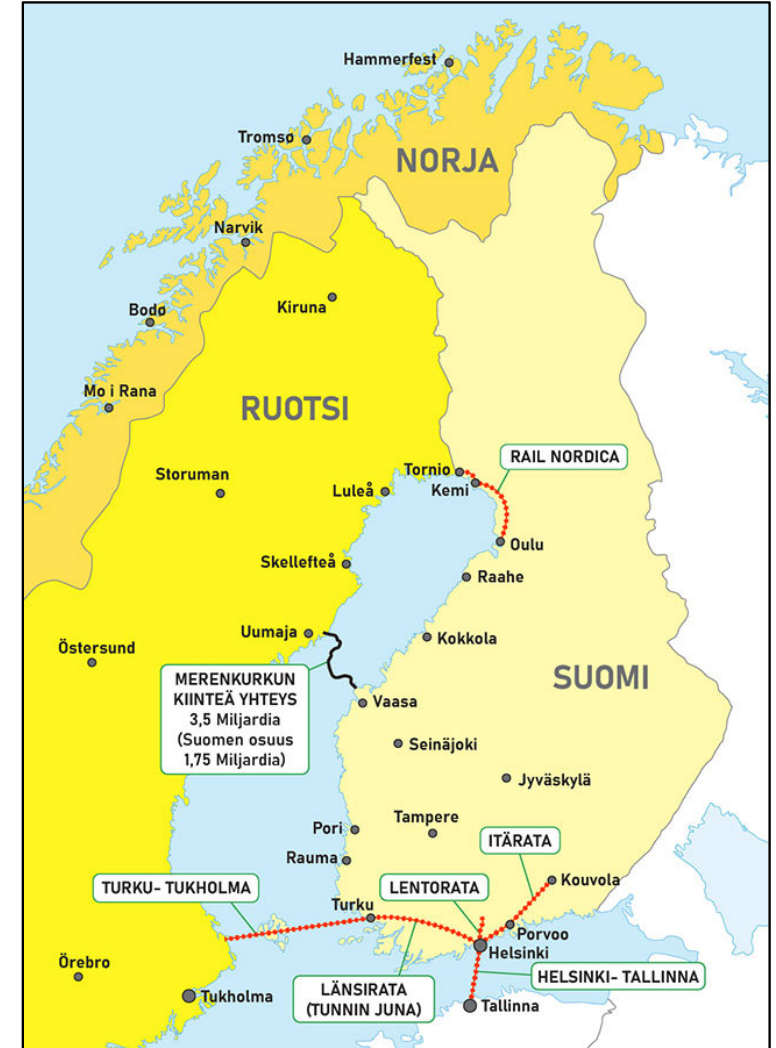 Hammerfest
Tromsø
NORJA
Narvik
Kiruna
Bodø
Mo i Rana
RUOTSI
RAIL NORDICA
Tornio
Storuman
Luleå
Kemi
Oulu
Skellefteå
Raahe
Uumaja
Kokkola
Östersund
MERENKURKUN
KIINTEÄ YHTEYS
3,5 Miljardia
(Suomen osuus
1,75 Miljardia)
SUOMI
Vaasa
Seinäjoki
Jyväskylä
Pori
Tampere
ITÄRATA
Rauma
TURKU- TUKHOLMA
LENTORATA
Kouvola
Turku
Porvoo
Helsinki
Örebro
LÄNSIRATA
(TUNNIN JUNA)
HELSINKI- TALLINNA
Tukholma
Tallinna